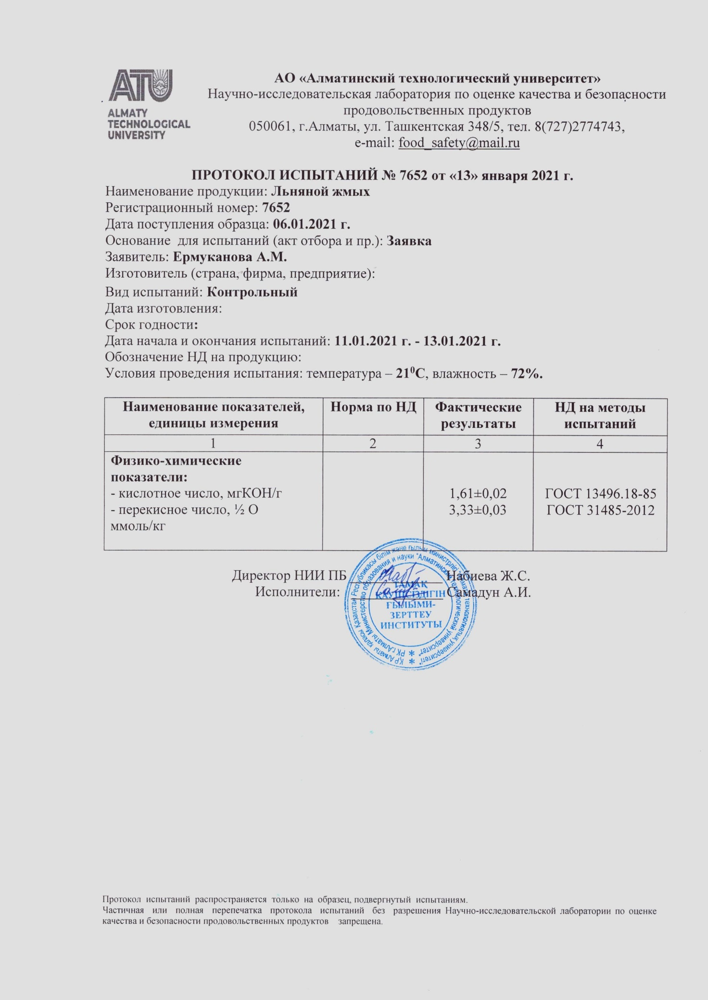 ATU
ALMATY
TECHNOLOGICAL
UNIVERSITY
АО «Алматинский технологический университет»
Научно-исследовательская лаборатория по оценке качества и безопасности
продовольственных продуктов
050061, г.Алматы, ул. Ташкентская 348/5, тел. 8(727)2774743,
e-mail: food_safety@mail.ru
ПРОТОКОЛ ИСПЫТАНИЙ № 7652 от «13» января 2021 г.
Наименование продукции: Льняной жмых
Регистрационный номер: 7652
Дата поступления образца: 06.01.2021 г.
Основание для испытаний (акт отбора и пр.): Заявка
Заявитель: Ермуканова А.М.
Изготовитель (страна, фирма, предприятие):
Вид испытаний: Контрольный
Дата изготовления:
Срок годности:
Дата начала и окончания испытаний: 11.01.2021 г. - 13.01.2021 г.
Обозначение НД на продукцию:
Условия проведения испытания: температура – 21⁰С, влажность – 72%.
Наименование показателей, Норма по НД Фактические НД на методы
единицы измерения результаты испытаний
1 2 3 4
Физико-химические
показатели:
- кислотное число, мгКОН/г 1,61±0,02 ГОСТ 13496.18-85
- перекисное число, ½ О 3,33±0,03 ГОСТ 31485-2012
ммоль/кг
Директор НИИ ПБ Набиева Ж.С.
Исполнители: Самадун А.И.
ҚР Алматы қаласы Қазақстан Республикасы білім және ғылым министрлігі "Алматы технологиялық университеті"
РК г.Алматы Министерство образования и науки "Алматинский технологический университет"
ТАМАҚ
ҚАУІПСІЗДІГІН
ҒЫЛЫМИ-
ЗЕРТТЕУ
ИНСТИТУТЫ
Протокол испытаний распространяется только на образец, подвергнутый испытаниям.
Частичная или полная перепечатка протокола испытаний без разрешения Научно-исследовательской лаборатории по оценке
качества и безопасности продовольственных продуктов запрещена.